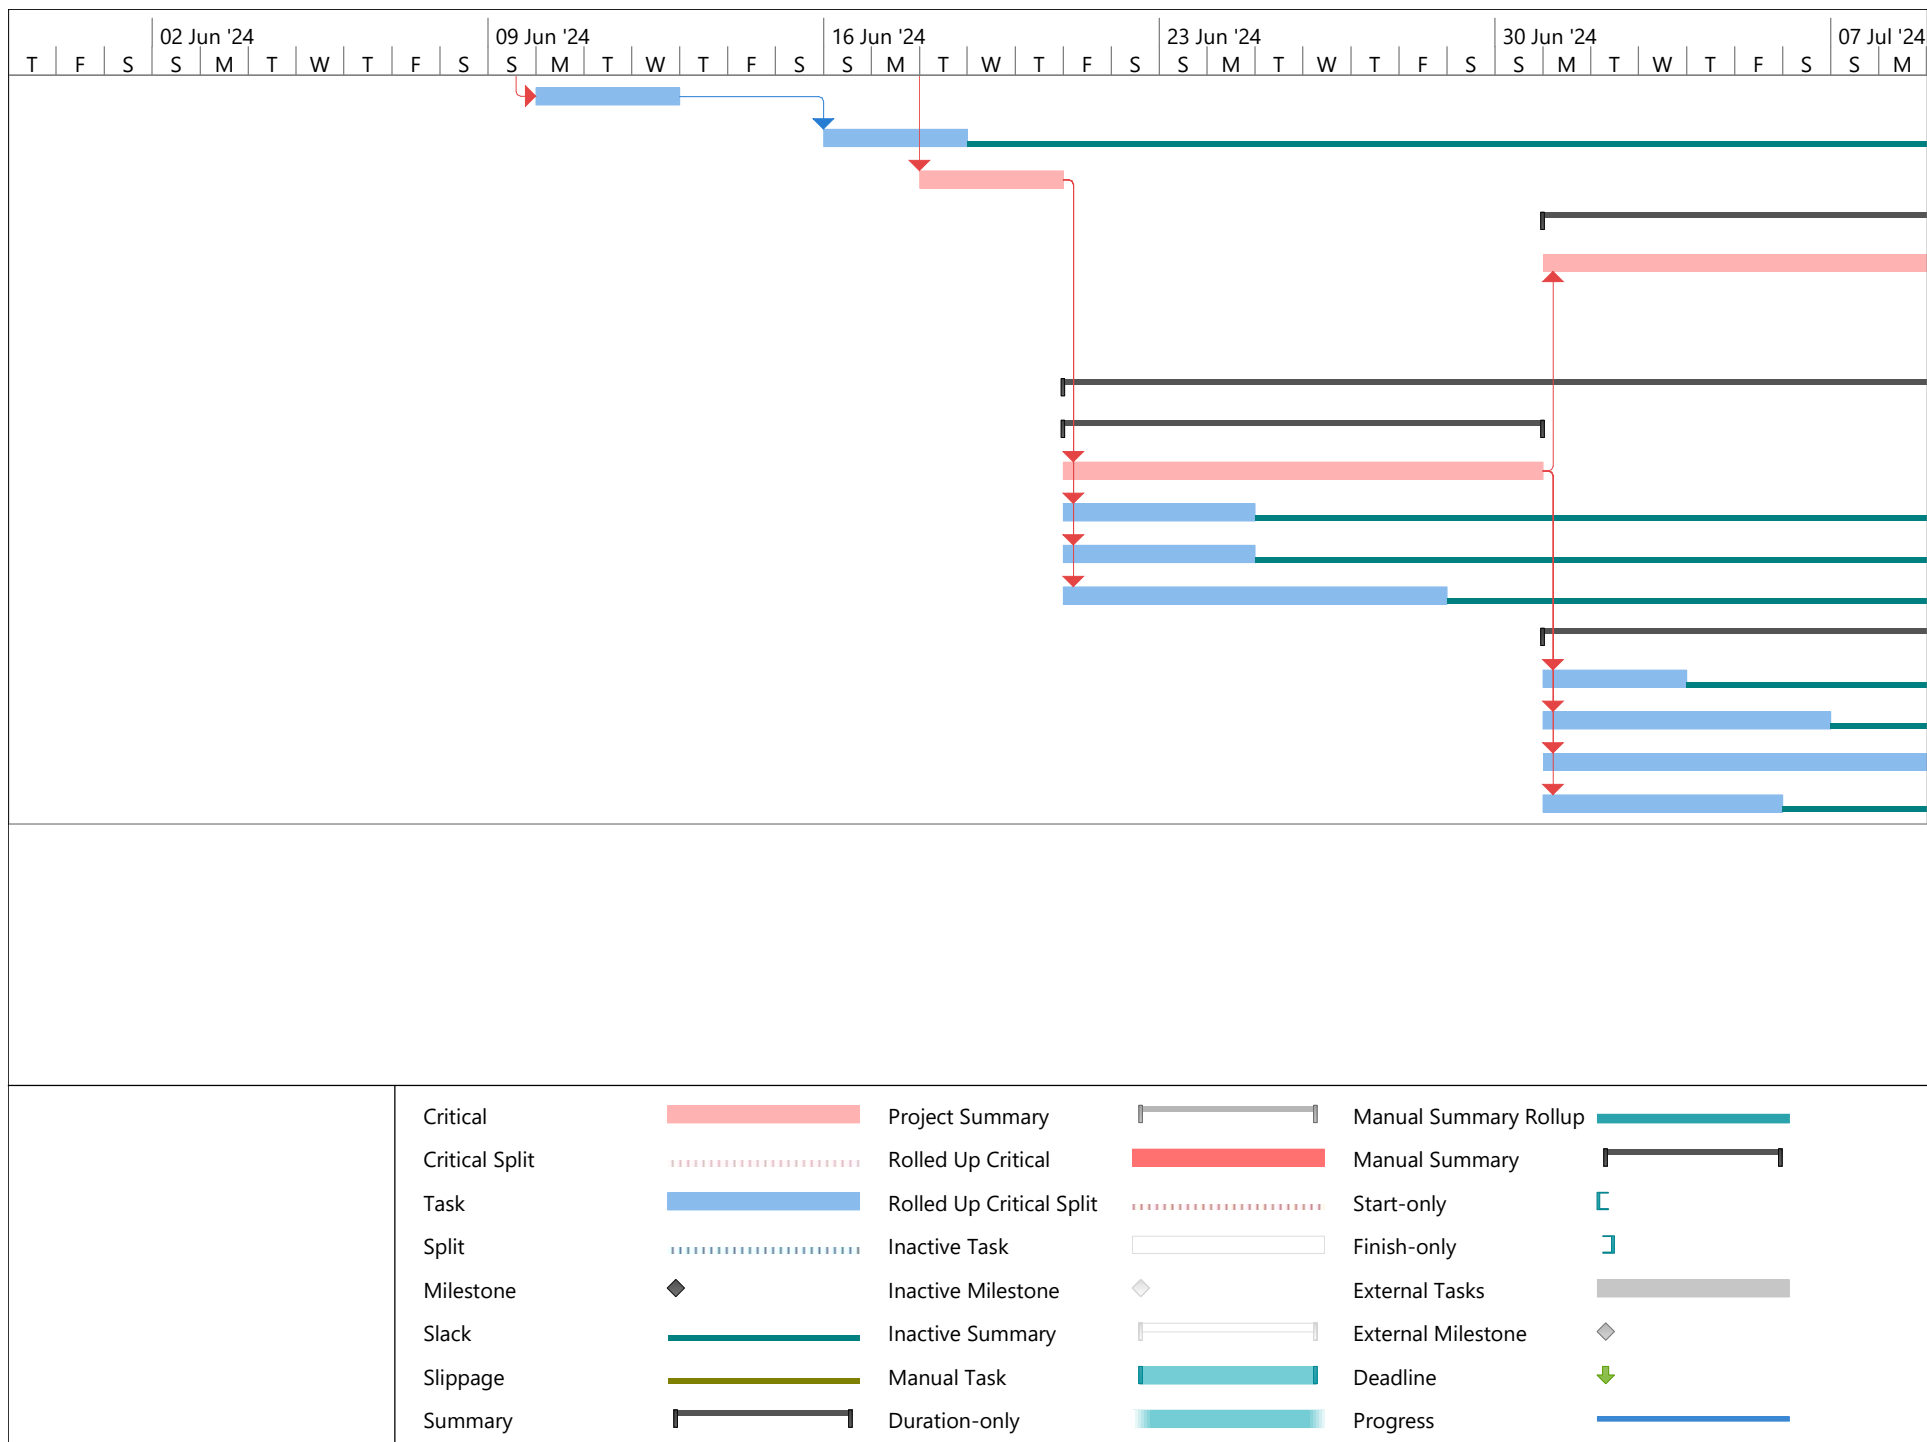 02 Jun '24 09 Jun '24 16 Jun '24 23 Jun '24 30 Jun '24 07 Jul '24
T F S S M T W T F S S M T W T F S S M T W T F S S M T W T F S S M T W T F S S M
Critical Project Summary Manual Summary Rollup
Critical Split Rolled Up Critical Manual Summary
Task Rolled Up Critical Split Start-only
Split Inactive Task Finish-only
Milestone Inactive Milestone External Tasks
Slack Inactive Summary External Milestone
Slippage Manual Task Deadline
Summary Duration-only Progress